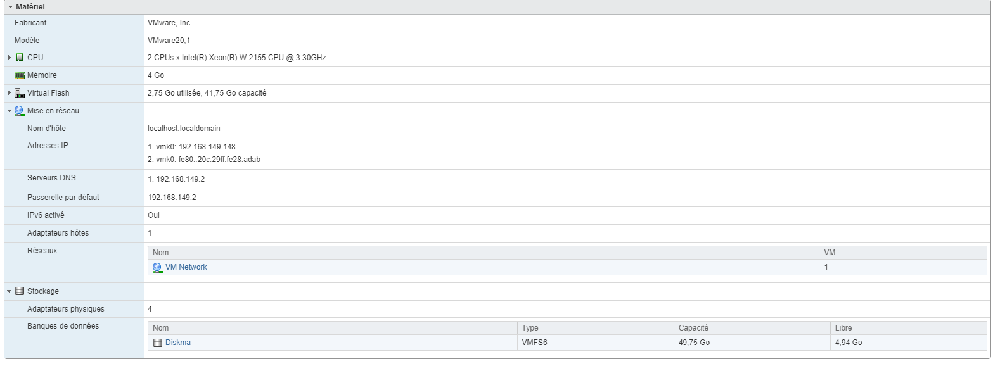 Matériel
Fabricant VMware, Inc.
Modèle VMware20,1
CPU 2 CPUs x Intel(R) Xeon(R) W-2155 CPU @ 3.30GHz
Mémoire 4 Go
Virtual Flash 2,75 Go utilisée, 41,75 Go capacité
Mise en réseau
Nom d'hôte localhost.localdomain
Adresses IP 1. vmk0: 192.168.149.148
2. vmk0: fe80::20c:29ff:fe28:adab
Serveurs DNS 1. 192.168.149.2
Passerelle par défaut 192.168.149.2
IPv6 activé Oui
Adaptateurs hôtes 1
Réseaux Nom VM
VM Network 1
Stockage
Adaptateurs physiques 4
Banques de données Nom Type Capacité Libre
Diskma VMFS6 49,75 Go 4,94 Go